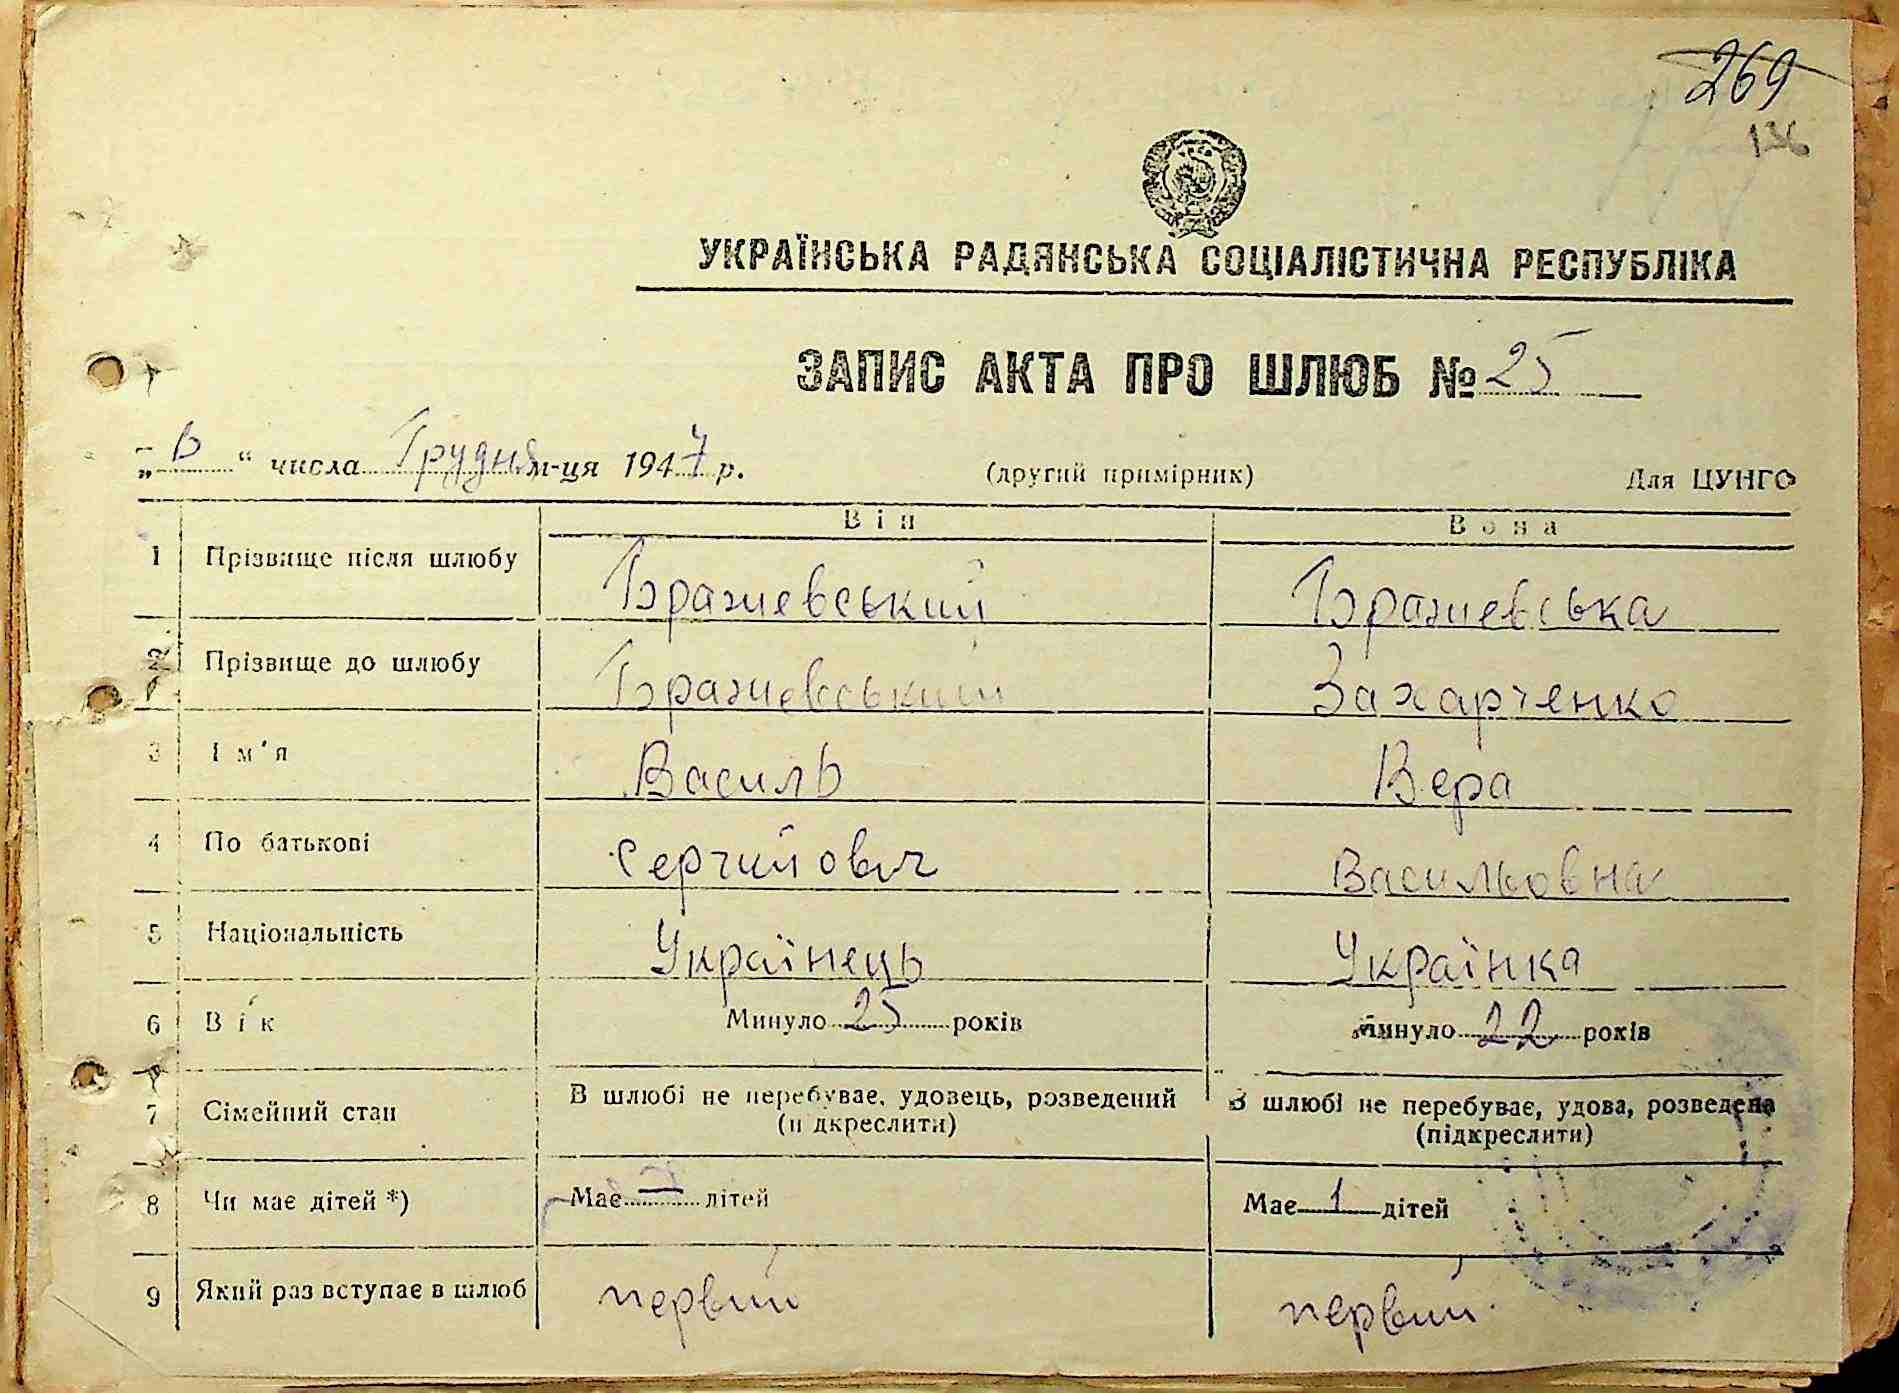 269
136
УКРАЇНСЬКА РАДЯНСЬКА СОЦІАЛІСТИЧНА РЕСПУБЛІКА
ЗАПИС АКТА ПРО ШЛЮБ № 25
„6“ числа Грудня м-ця 1947 р. (другий примірник) Для ЦУНГО
Він Вона
1 Прізвище після шлюбу Бражевський Бражевська
2 Прізвище до шлюбу Бражевський Захарченко
3 Ім'я Василь Вера
4 По батькові Сергийович Васильовна
5 Національність Українець Українка
6 Вік Минуло 25 років Минуло 22 років
7 Сімейний стан В шлюбі не перебуває, удовець, розведений В шлюбі не перебуває, удова, розведена
(підкреслити) (підкреслити)
8 Чи має дітей *) Має — дітей Має 1 дітей
9 Який раз вступає в шлюб первий первий